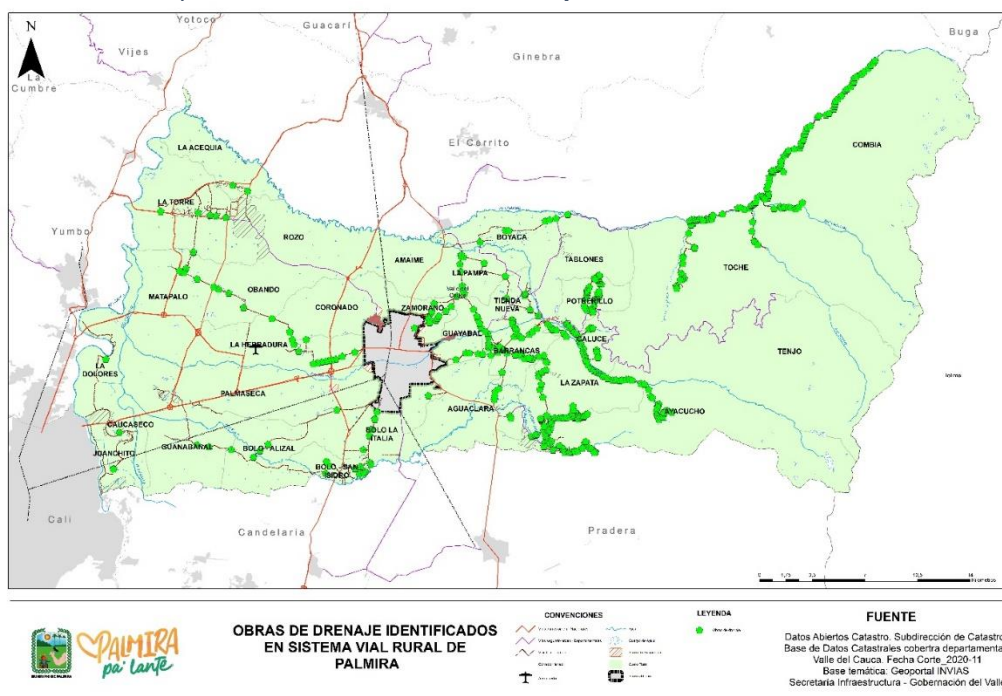 Yotoco
Guacarí
Buga
N
Vijes
Ginebra
La
Cumbre
LA ACEQUIA
El Cerrito
COMBIA
LA TORRE
Yumbo
ROZO
BOYACA
AMAIME
TABLONES
TOCHE
LA PAMPA
MATAPALO
OBANDO
TIENDA
NUEVA
POTRERILLO
CORONADO
ZAMORANO
GUAYABAL
CALUCE
LA HERRADURA
BARRANCAS
TENJO
LA
DOLORES
PALMASECA
LA ZAPATA
AGUACLARA
AYACUCHO
CAUCASECO
BOLO LA
ITALIA
GUANABANAL
BOLO - ALIZAL
JUANCHITO
BOLO - SAN
ISIDRO
Cali
Candelaria
Pradera
PALMIRA
pa' lante
OBRAS DE DRENAJE IDENTIFICADOS
EN SISTEMA VIAL RURAL DE
PALMIRA
CONVENCIONES
LEYENDA
FUENTE
Datos Abiertos Catastro. Subdirección de Catastro
Base de Datos Catastrales cobertra departamental
Valle del Cauca. Fecha Corte_2020-11
Base temática: Geoportal INVIAS
Secretaría Infraestructura - Gobernación del Valle